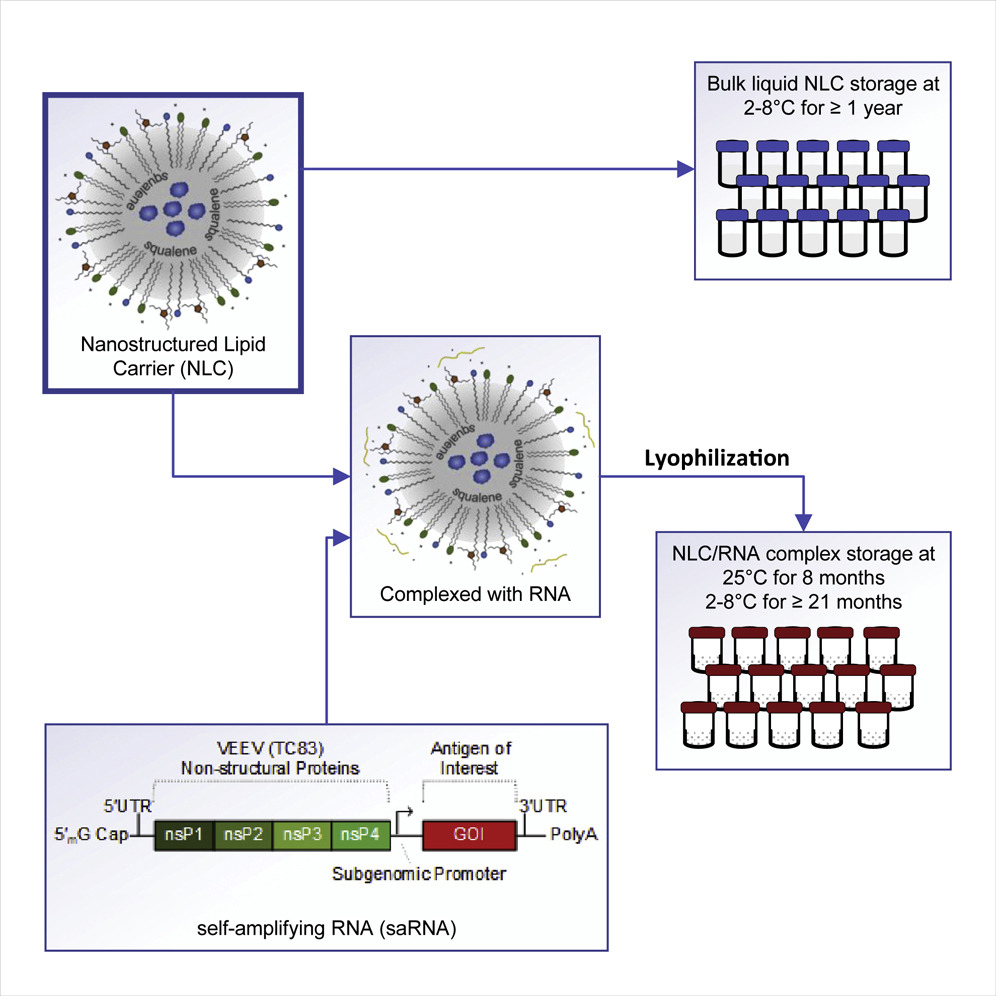 Bulk liquid NLC storage at
2-8°C for ≥ 1 year
squalene
squalene
squalene
Nanostructured Lipid
Carrier (NLC)
squalene
squalene
squalene
Complexed with RNA
Lyophilization
NLC/RNA complex storage at
25°C for 8 months
2-8°C for ≥ 21 months
VEEV (TC83)
Non-structural Proteins
Antigen of
Interest
5'UTR
3'UTR
5'mG Cap
nsP1
nsP2
nsP3
nsP4
GOI
PolyA
Subgenomic Promoter
self-amplifying RNA (saRNA)